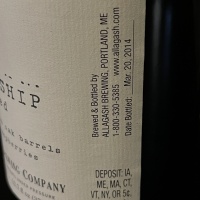 SHIP
oak barrels
COMPANY
Brewed & Bottled by
ALLAGASH BREWING, PORTLAND, ME
1-800-330-5385 www.allagash.com
Date Bottled: Mar. 20, 2014
DEPOSIT: IA,
ME, MA, CT,
VT, NY, OR 5¢.